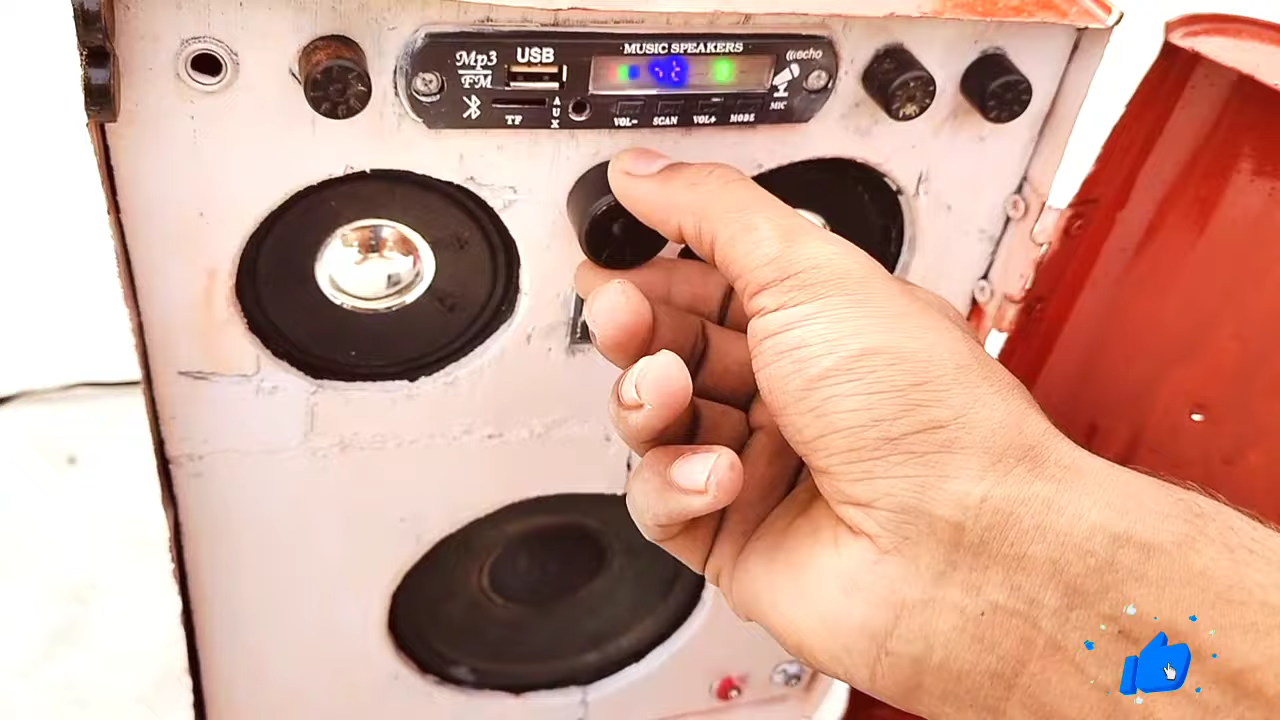 MUSIC SPEAKERS
Mp3
FM
USB
echo
TF
AUX
VOL-
SCAN
VOL+
MODE
MIC